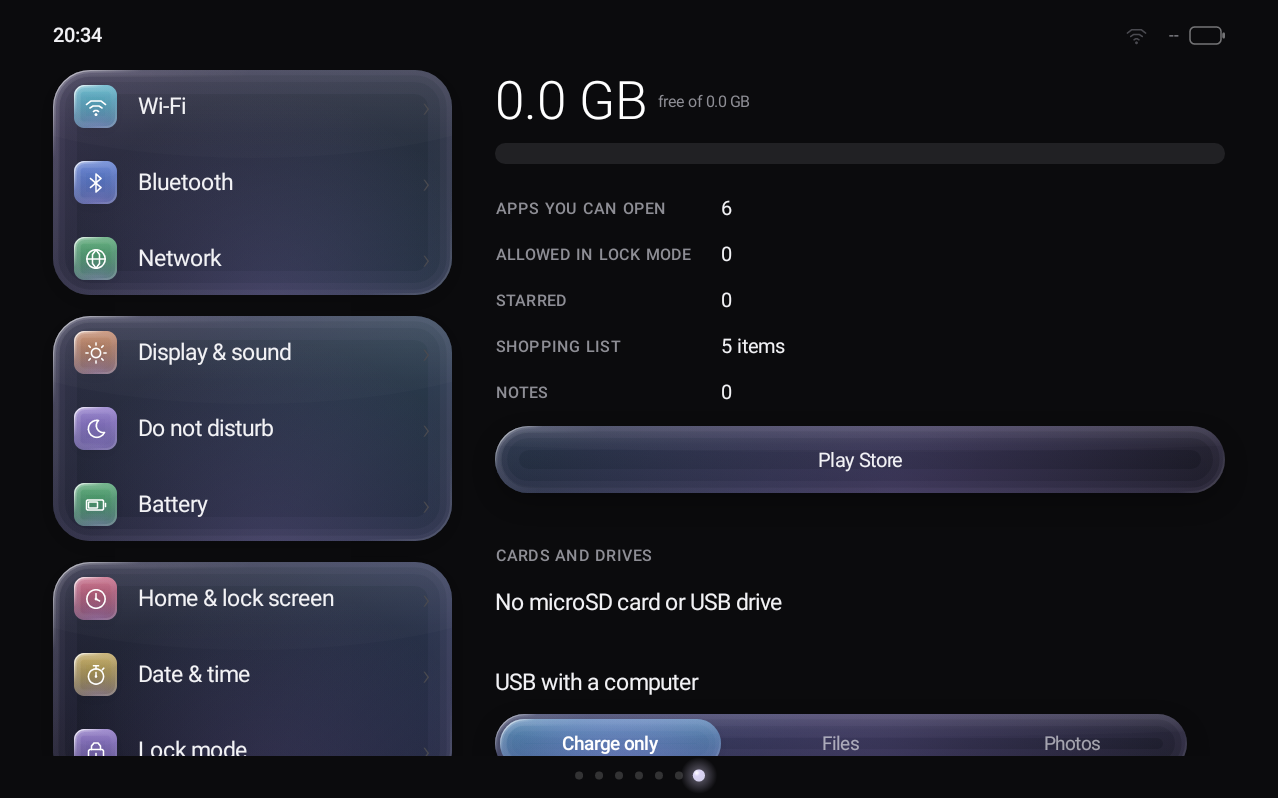 20:34
--
Wi-Fi
Bluetooth
Network
Display & sound
Do not disturb
Battery
Home & lock screen
Date & time
Lock mode
0.0 GB free of 0.0 GB
APPS YOU CAN OPEN 6
ALLOWED IN LOCK MODE 0
STARRED 0
SHOPPING LIST 5 items
NOTES 0
Play Store
CARDS AND DRIVES
No microSD card or USB drive
USB with a computer
Charge only Files Photos